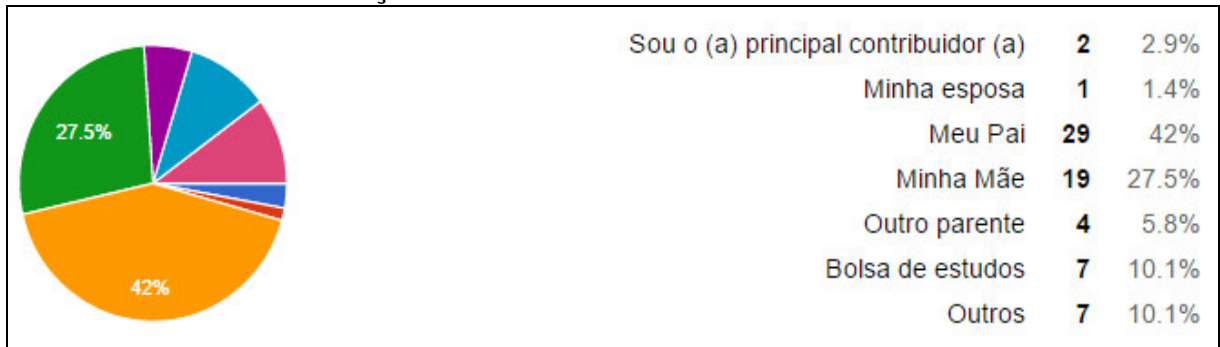 Sou o (a) principal contribuidor (a) 2 2.9%
Minha esposa 1 1.4%
Meu Pai 29 42%
Minha Mãe 19 27.5%
Outro parente 4 5.8%
Bolsa de estudos 7 10.1%
Outros 7 10.1%
27.5%
42%